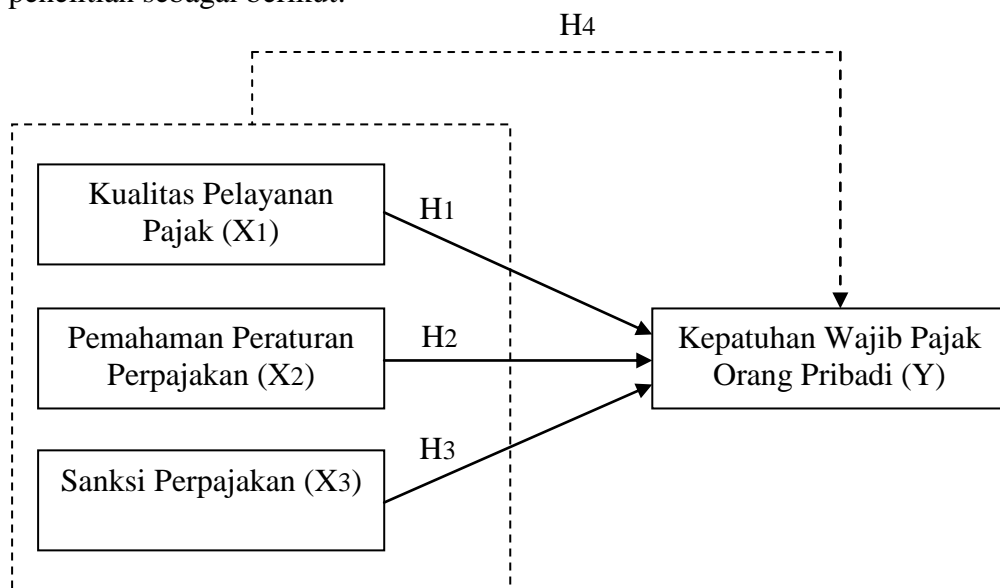 penelitian sebagai berikut:
H4
Kualitas Pelayanan
Pajak (X1)
H1
Pemahaman Peraturan
Perpajakan (X2)
H2
Kepatuhan Wajib Pajak
Orang Pribadi (Y)
H3
Sanksi Perpajakan (X3)